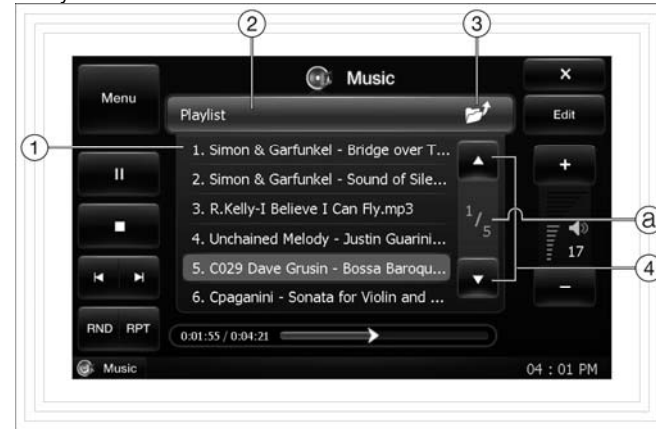 2
3
Music
×
Menu
Playlist
Edit
1
1. Simon & Garfunkel - Bridge over T...
2. Simon & Garfunkel - Sound of Sile...
3. R.Kelly-I Believe I Can Fly.mp3
4. Unchained Melody - Justin Guarini...
5. C029 Dave Grusin - Bossa Baroqu...
6. Cpaganini - Sonata for Violin and ...
+
1/5
a
17
4
−
RND RPT
0:01:55 / 0:04:21
Music
04 : 01 PM